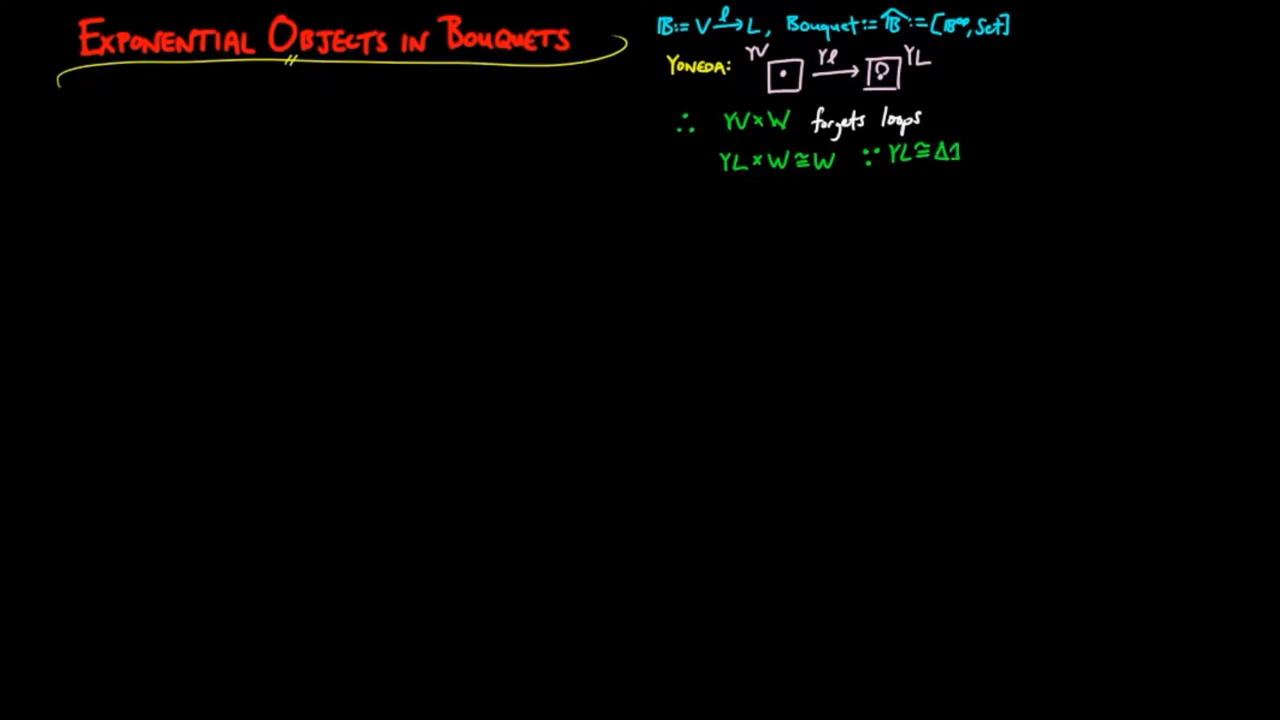 EXPONENTIAL OBJECTS IN BOUQUETS
𝔹:= V →ˡ L, Bouquet:= 𝔹̂ := [𝔹ᵒᵖ, Set]
YONEDA: YV Yl YL
∴ YV × W forgets loops
YL × W ≅ W ∵ YL ≅ Δ1